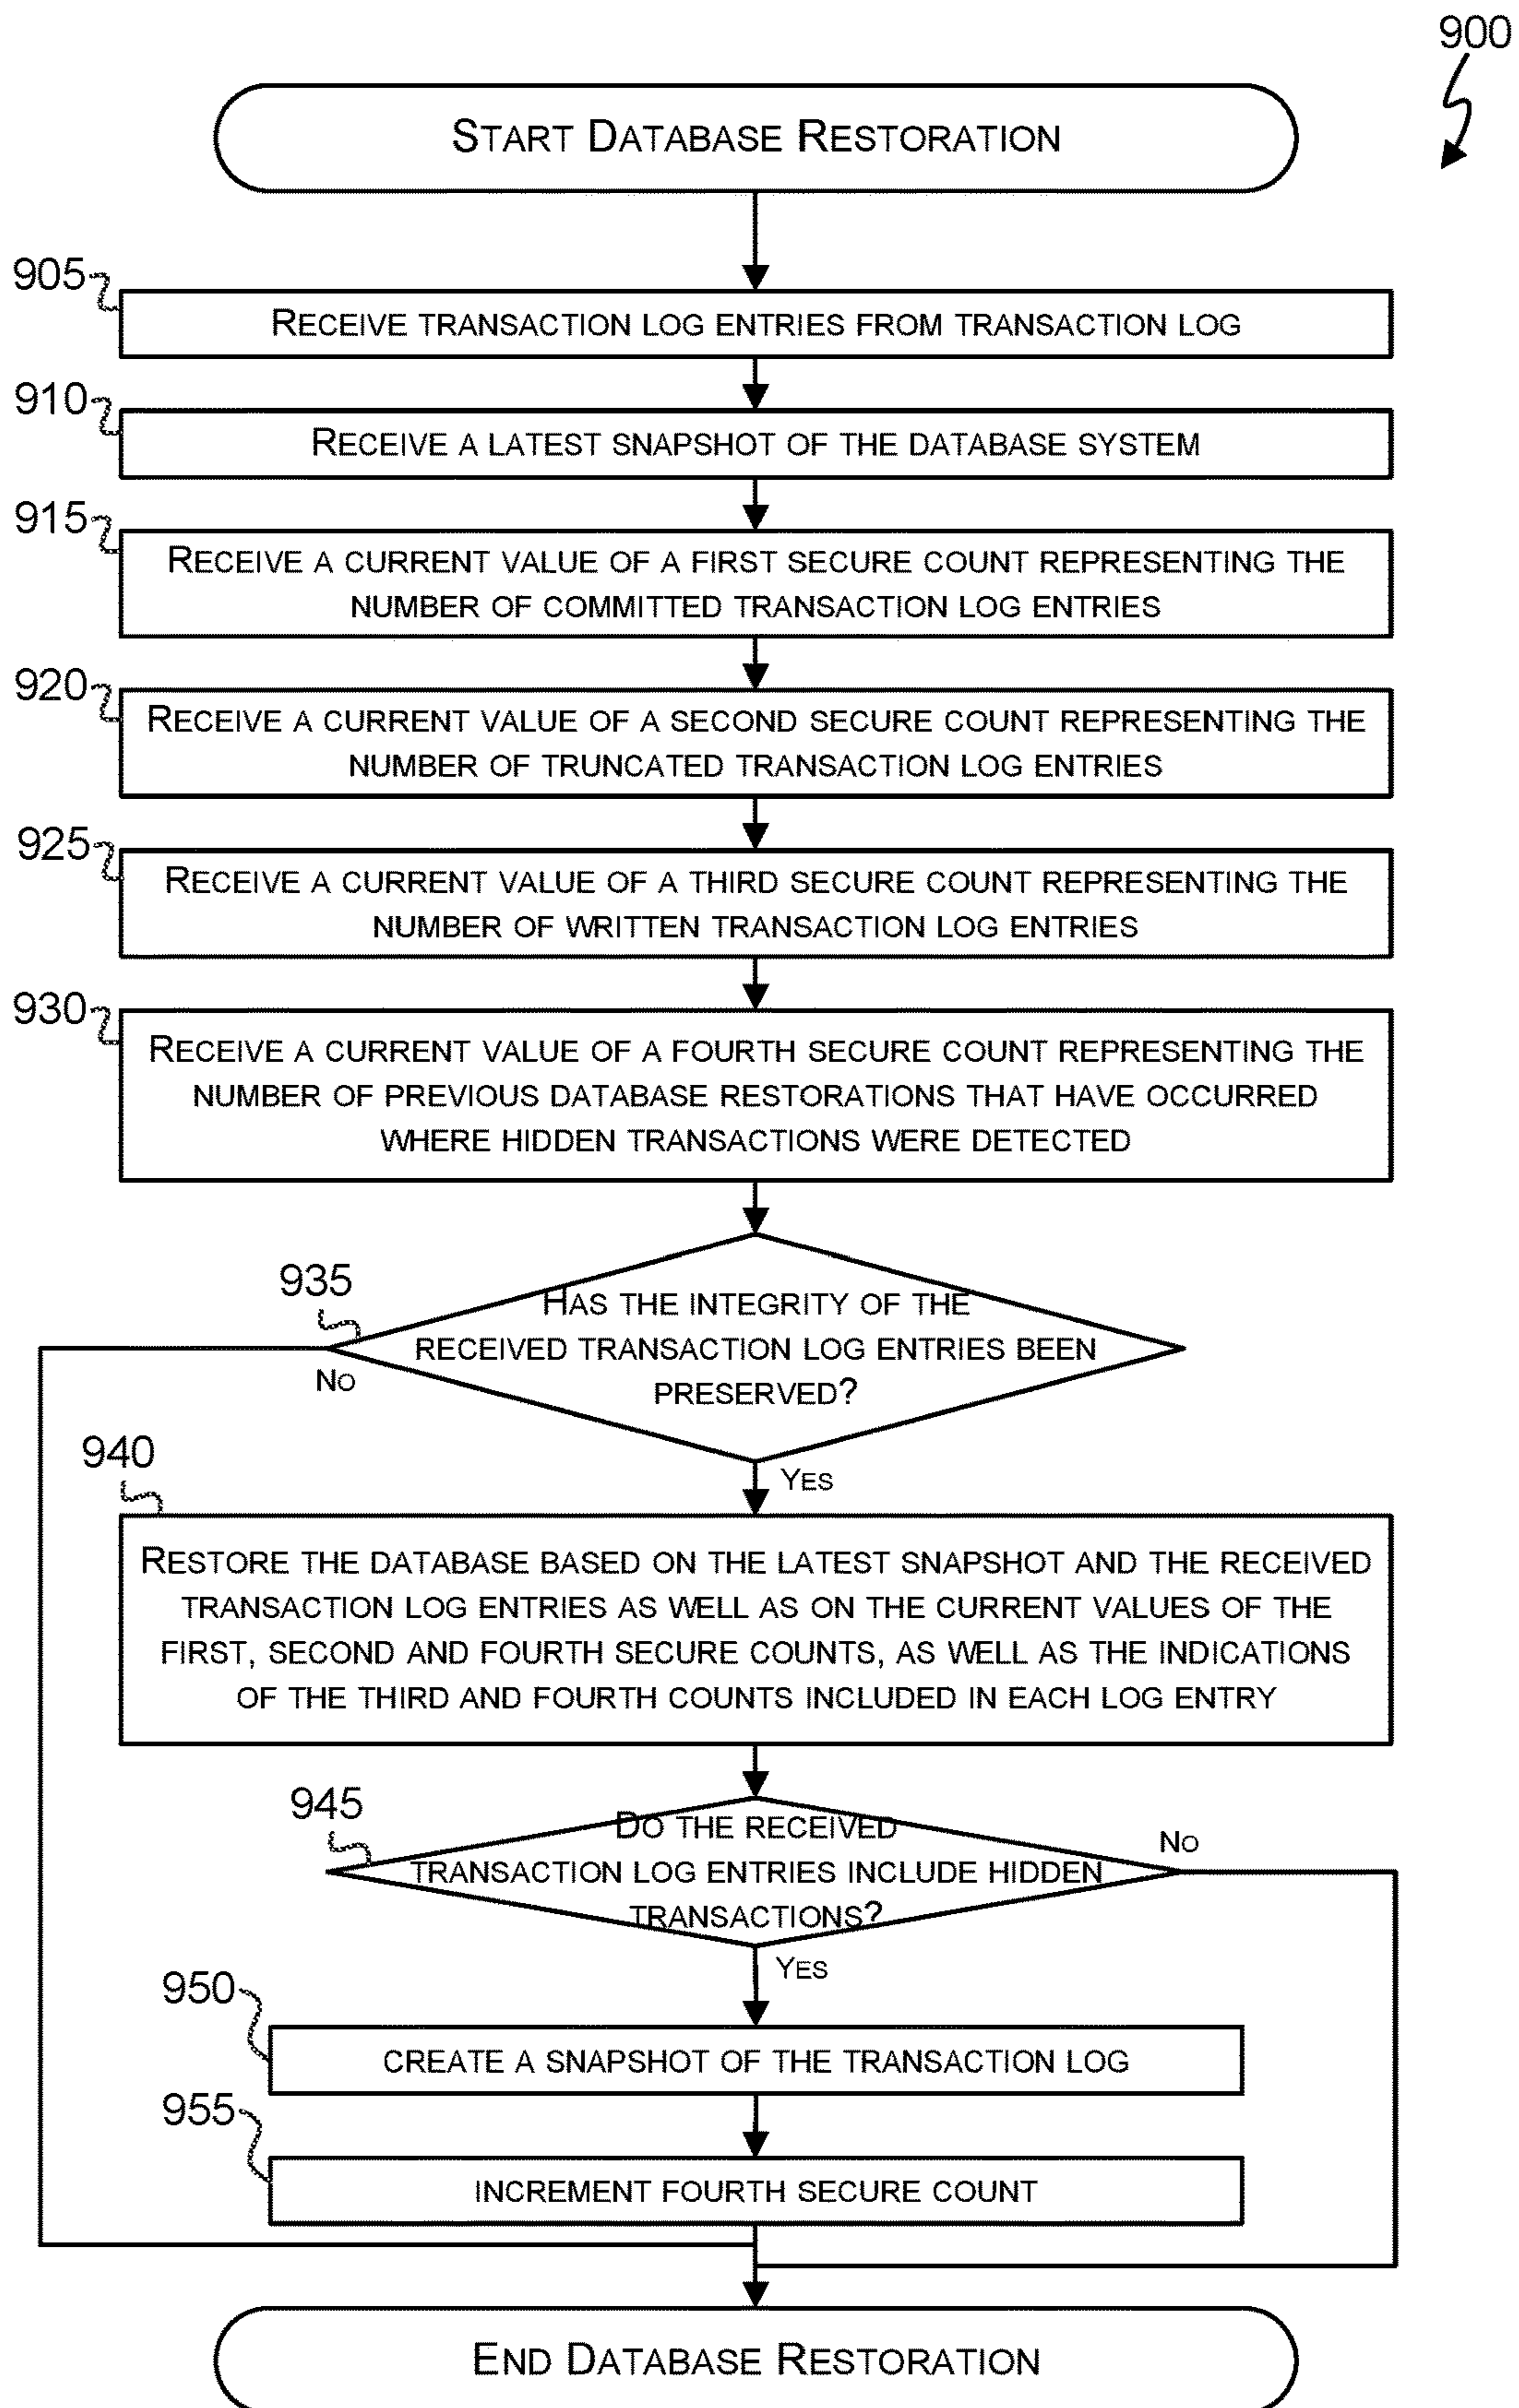 900
START DATABASE RESTORATION
905
RECEIVE TRANSACTION LOG ENTRIES FROM TRANSACTION LOG
910
RECEIVE A LATEST SNAPSHOT OF THE DATABASE SYSTEM
915
RECEIVE A CURRENT VALUE OF A FIRST SECURE COUNT REPRESENTING THE
NUMBER OF COMMITTED TRANSACTION LOG ENTRIES
920
RECEIVE A CURRENT VALUE OF A SECOND SECURE COUNT REPRESENTING THE
NUMBER OF TRUNCATED TRANSACTION LOG ENTRIES
925
RECEIVE A CURRENT VALUE OF A THIRD SECURE COUNT REPRESENTING THE
NUMBER OF WRITTEN TRANSACTION LOG ENTRIES
930
RECEIVE A CURRENT VALUE OF A FOURTH SECURE COUNT REPRESENTING THE
NUMBER OF PREVIOUS DATABASE RESTORATIONS THAT HAVE OCCURRED
WHERE HIDDEN TRANSACTIONS WERE DETECTED
935
HAS THE INTEGRITY OF THE
RECEIVED TRANSACTION LOG ENTRIES BEEN
PRESERVED?
NO
YES
940
RESTORE THE DATABASE BASED ON THE LATEST SNAPSHOT AND THE RECEIVED
TRANSACTION LOG ENTRIES AS WELL AS ON THE CURRENT VALUES OF THE
FIRST, SECOND AND FOURTH SECURE COUNTS, AS WELL AS THE INDICATIONS
OF THE THIRD AND FOURTH COUNTS INCLUDED IN EACH LOG ENTRY
945
DO THE RECEIVED
TRANSACTION LOG ENTRIES INCLUDE HIDDEN
TRANSACTIONS?
NO
YES
950
CREATE A SNAPSHOT OF THE TRANSACTION LOG
955
INCREMENT FOURTH SECURE COUNT
END DATABASE RESTORATION